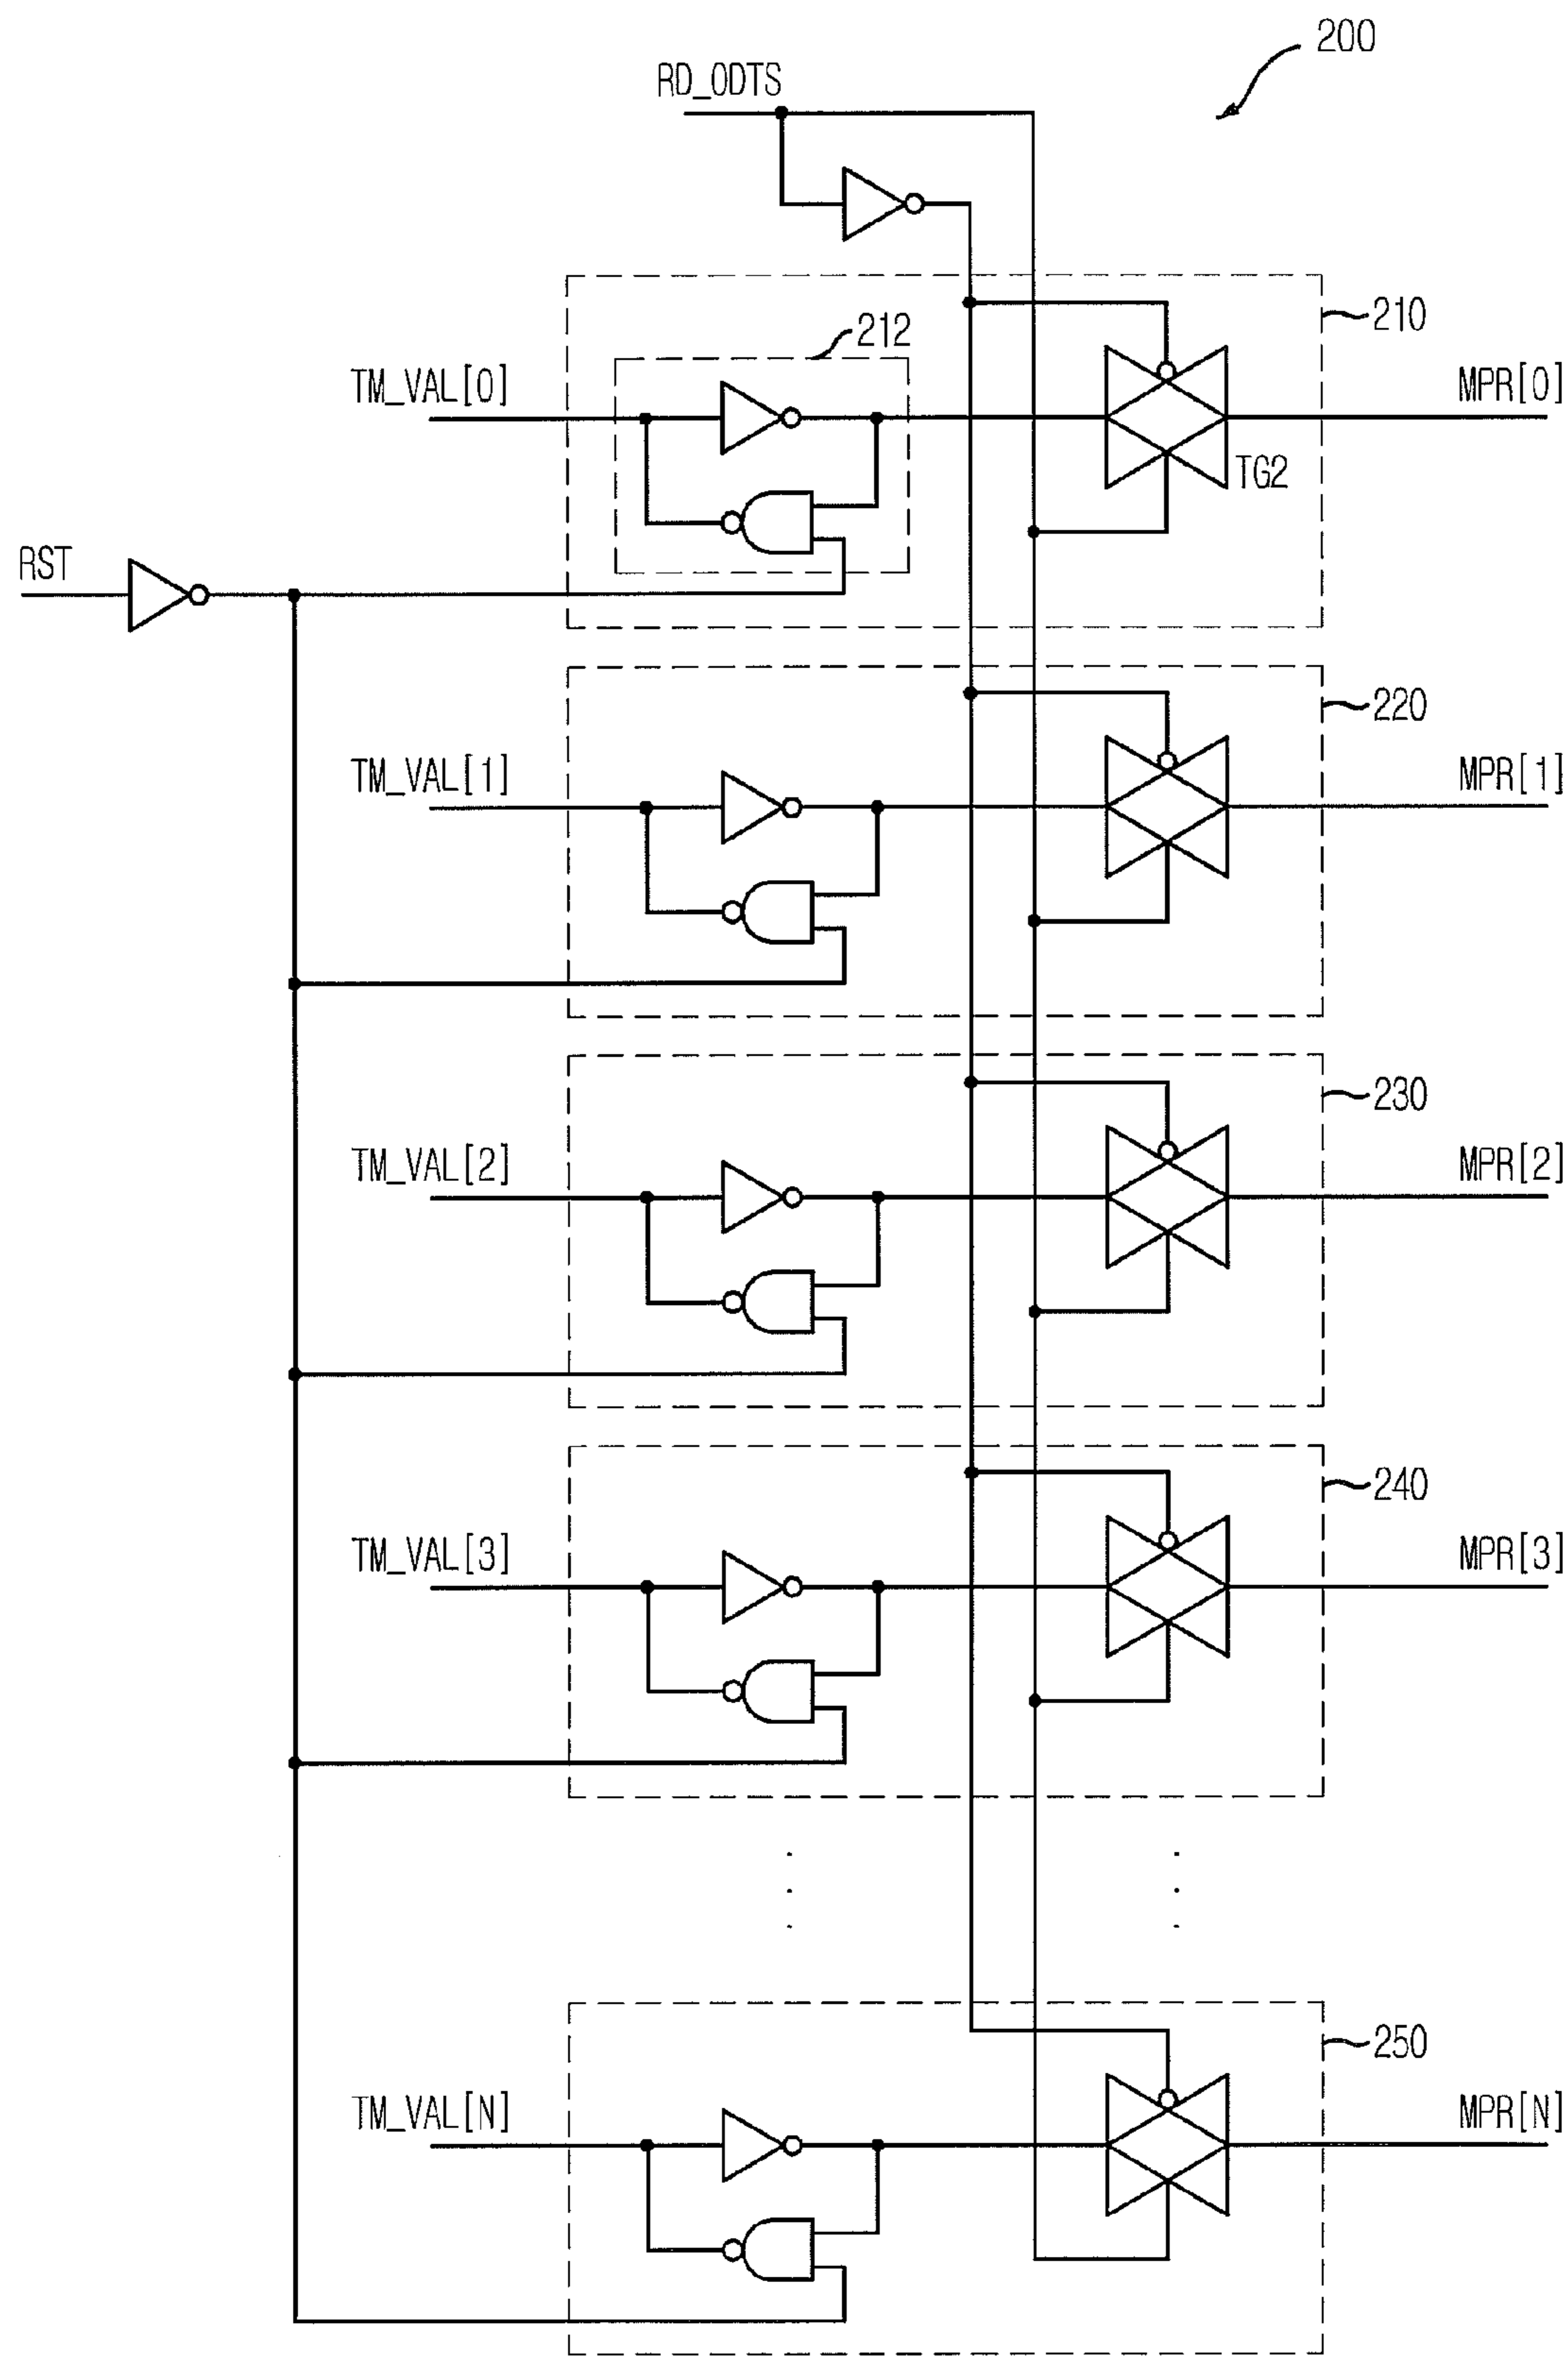 200
RD_ODTS
210
212
TM_VAL[0]
MPR[0]
TG2
RST
220
TM_VAL[1]
MPR[1]
230
TM_VAL[2]
MPR[2]
240
TM_VAL[3]
MPR[3]
250
TM_VAL[N]
MPR[N]